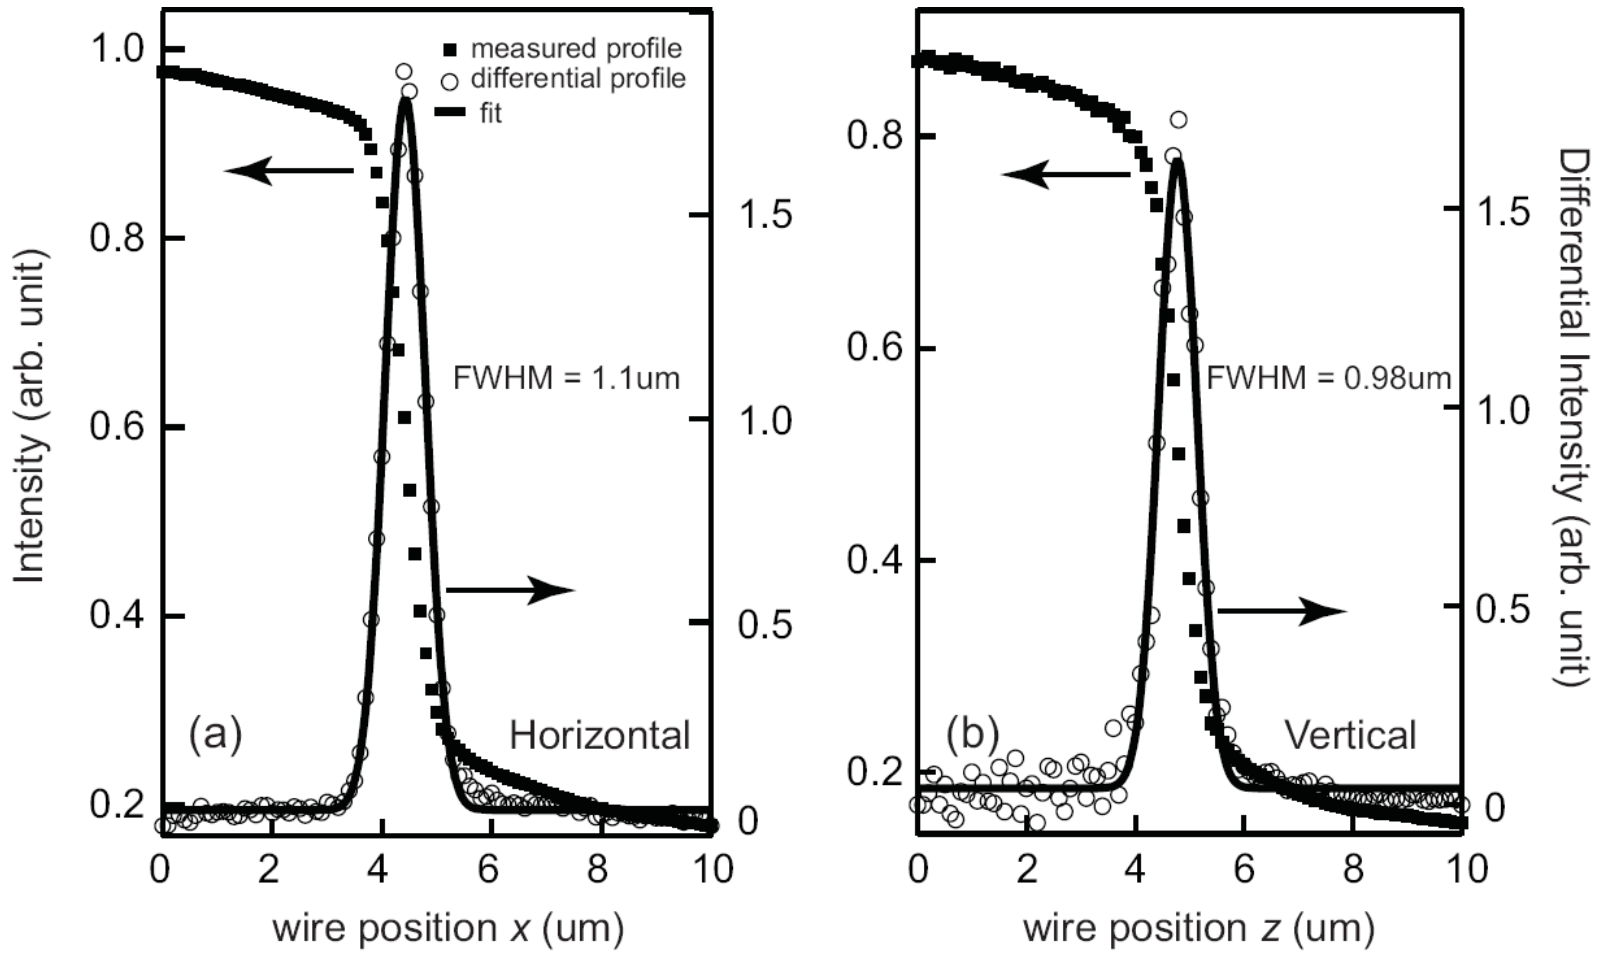 measured profile
differential profile
fit
1.0
0.8
0.6
0.4
0.2
Intensity (arb. unit)
1.5
1.0
0.5
0
FWHM = 1.1um
(a)
Horizontal
0 2 4 6 8 10
wire position x (um)
0.8
0.6
0.4
0.2
1.5
1.0
0.5
0
Differential Intensity (arb. unit)
FWHM = 0.98um
(b)
Vertical
0 2 4 6 8 10
wire position z (um)